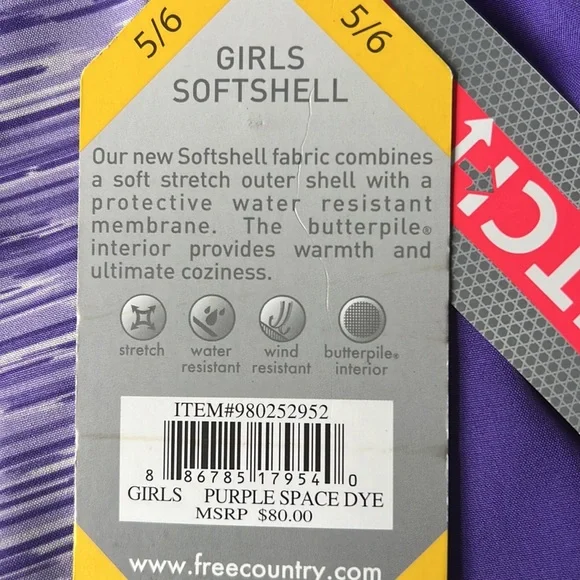 5/6
5/6
GIRLS
SOFTSHELL
Our new Softshell fabric combines
a soft stretch outer shell with a
protective water resistant
membrane. The butterpile®
interior provides warmth and
ultimate coziness.
stretch
water
resistant
wind
resistant
butterpile®
interior
ITEM#980252952
8 86785 17954 0
GIRLS PURPLE SPACE DYE
MSRP $80.00
www.freecountry.com